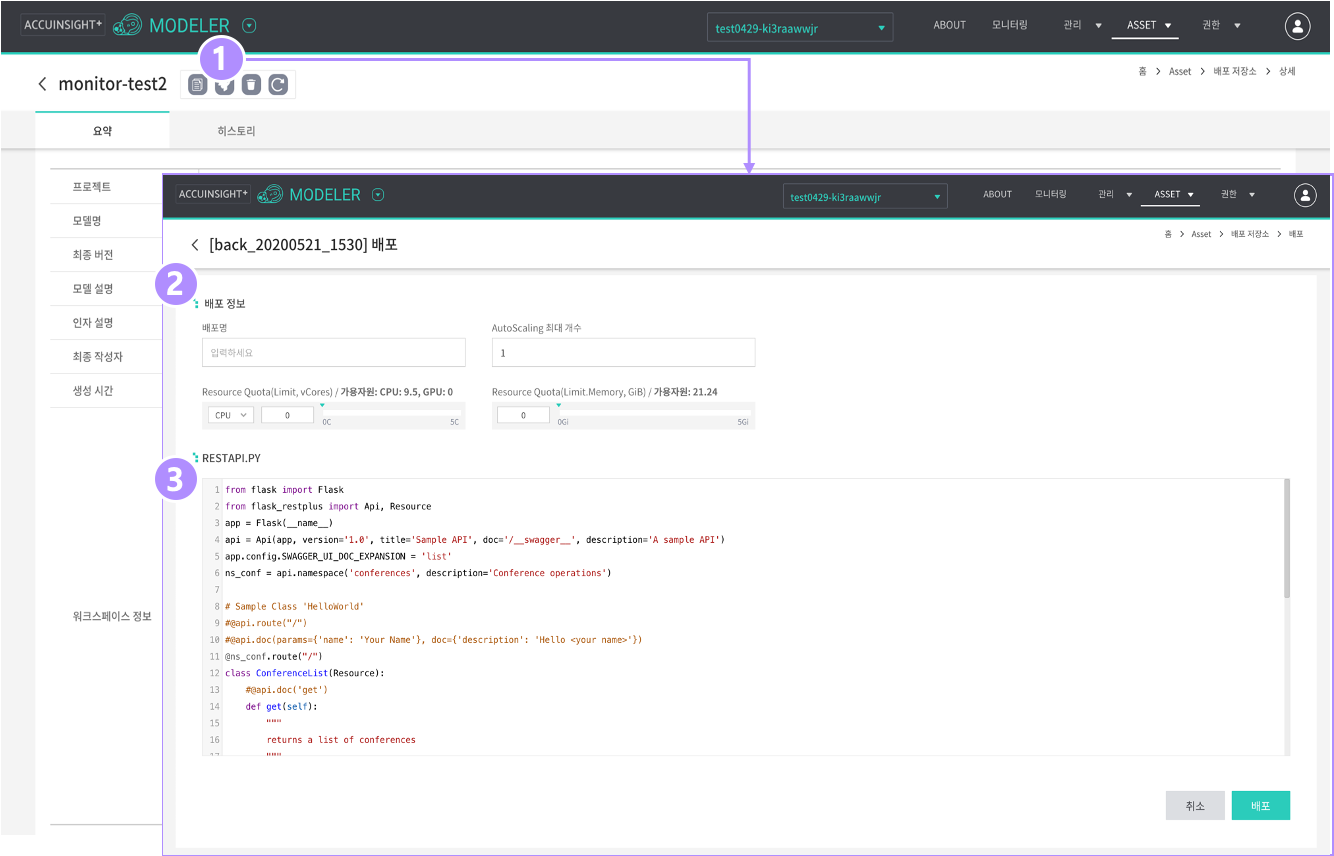 ACCUINSIGHT+ MODELER test0429-ki3raawwjr ABOUT 모니터링 관리 ASSET 권한
1
monitor-test2
홈 > Asset > 배포 저장소 > 상세
요약 히스토리
프로젝트
모델명
최종 버전
모델 설명
인자 설명
최종 작성자
생성 시간
워크스페이스 정보
ACCUINSIGHT+ MODELER test0429-ki3raawwjr ABOUT 모니터링 관리 ASSET 권한
홈 > Asset > 배포 저장소 > 배포
[back_20200521_1530] 배포
2
배포 정보
배포명 AutoScaling 최대 개수
입력하세요 1
Resource Quota(Limit, vCores) / 가용자원: CPU: 9.5, GPU: 0 Resource Quota(Limit.Memory, GiB) / 가용자원: 21.24
CPU 0 0C 5C 0 0Gi 5Gi
RESTAPI.PY
3
1 from flask import Flask
2 from flask_restplus import Api, Resource
3 app = Flask(__name__)
4 api = Api(app, version='1.0', title='Sample API', doc='/__swagger__', description='A sample API')
5 app.config.SWAGGER_UI_DOC_EXPANSION = 'list'
6 ns_conf = api.namespace('conferences', description='Conference operations')
7
8 # Sample Class 'HelloWorld'
9 #@api.route("/")
10 #@api.doc(params={'name': 'Your Name'}, doc={'description': 'Hello <your name>'})
11 @ns_conf.route("/")
12 class ConferenceList(Resource):
13 #@api.doc('get')
14 def get(self):
15 """
16 returns a list of conferences
17 """
취소 배포